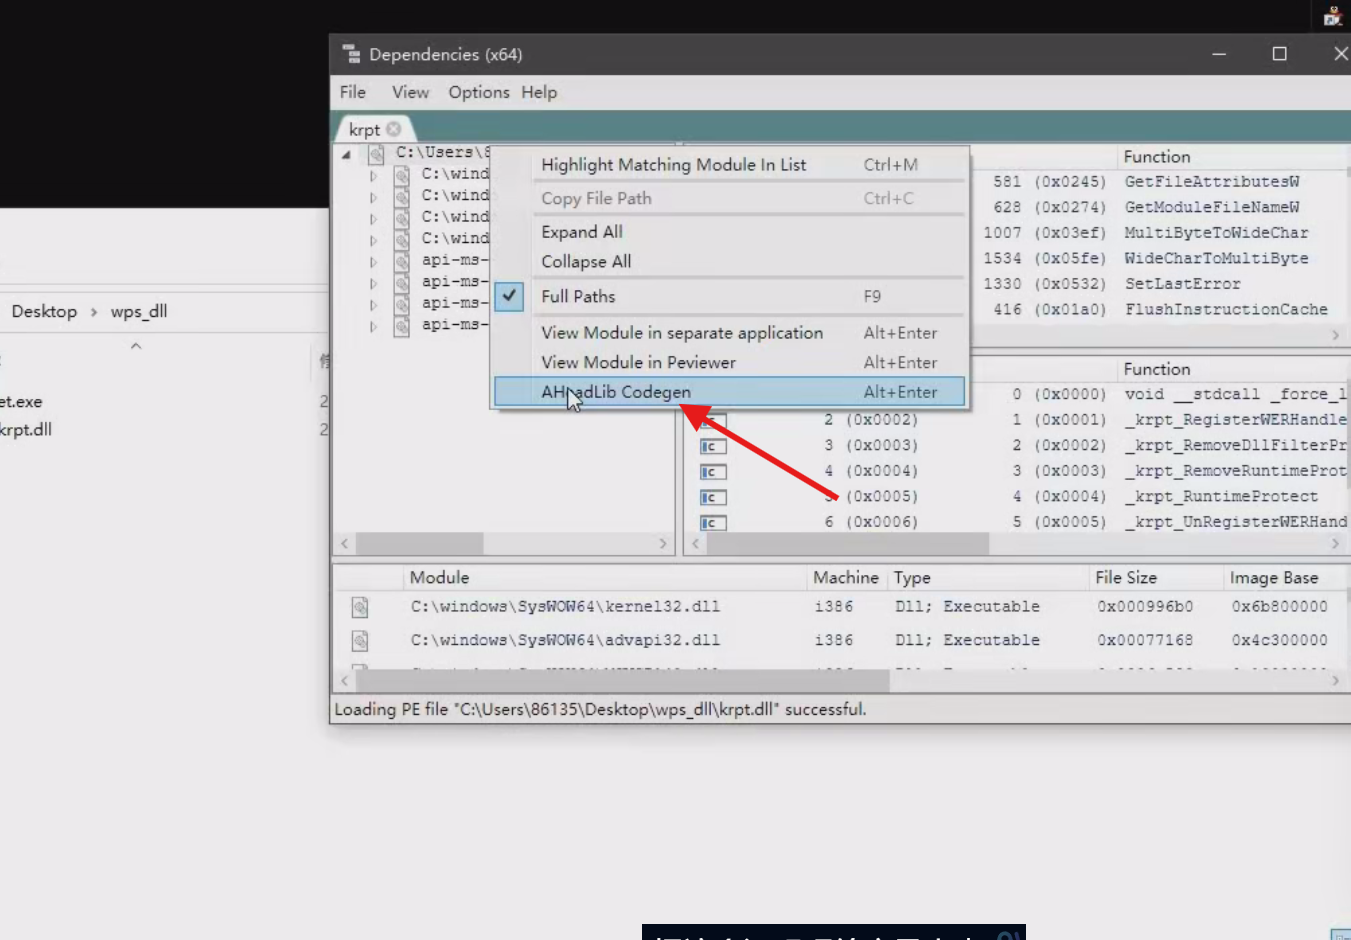 Dependencies (x64)
File View Options Help
krpt
C:\Users\8
C:\wind
C:\wind
C:\wind
C:\wind
api-ms-
api-ms-
api-ms-
api-ms-
Highlight Matching Module In List Ctrl+M
Copy File Path Ctrl+C
Expand All
Collapse All
Full Paths F9
View Module in separate application Alt+Enter
View Module in Peviewer Alt+Enter
AHeadLib Codegen Alt+Enter
Function
581 (0x0245) GetFileAttributesW
628 (0x0274) GetModuleFileNameW
1007 (0x03ef) MultiByteToWideChar
1534 (0x05fe) WideCharToMultiByte
1330 (0x0532) SetLastError
416 (0x01a0) FlushInstructionCache
Function
0 (0x0000) void __stdcall _force_l
2 (0x0002) 1 (0x0001) _krpt_RegisterWERHandle
3 (0x0003) 2 (0x0002) _krpt_RemoveDllFilterPr
4 (0x0004) 3 (0x0003) _krpt_RemoveRuntimeProt
5 (0x0005) 4 (0x0004) _krpt_RuntimeProtect
6 (0x0006) 5 (0x0005) _krpt_UnRegisterWERHand
Desktop > wps_dll
et.exe 2
krpt.dll 2
Module Machine Type File Size Image Base
C:\windows\SysWOW64\kernel32.dll i386 Dll; Executable 0x000996b0 0x6b800000
C:\windows\SysWOW64\advapi32.dll i386 Dll; Executable 0x00077168 0x4c300000
Loading PE file "C:\Users\86135\Desktop\wps_dll\krpt.dll" successful.